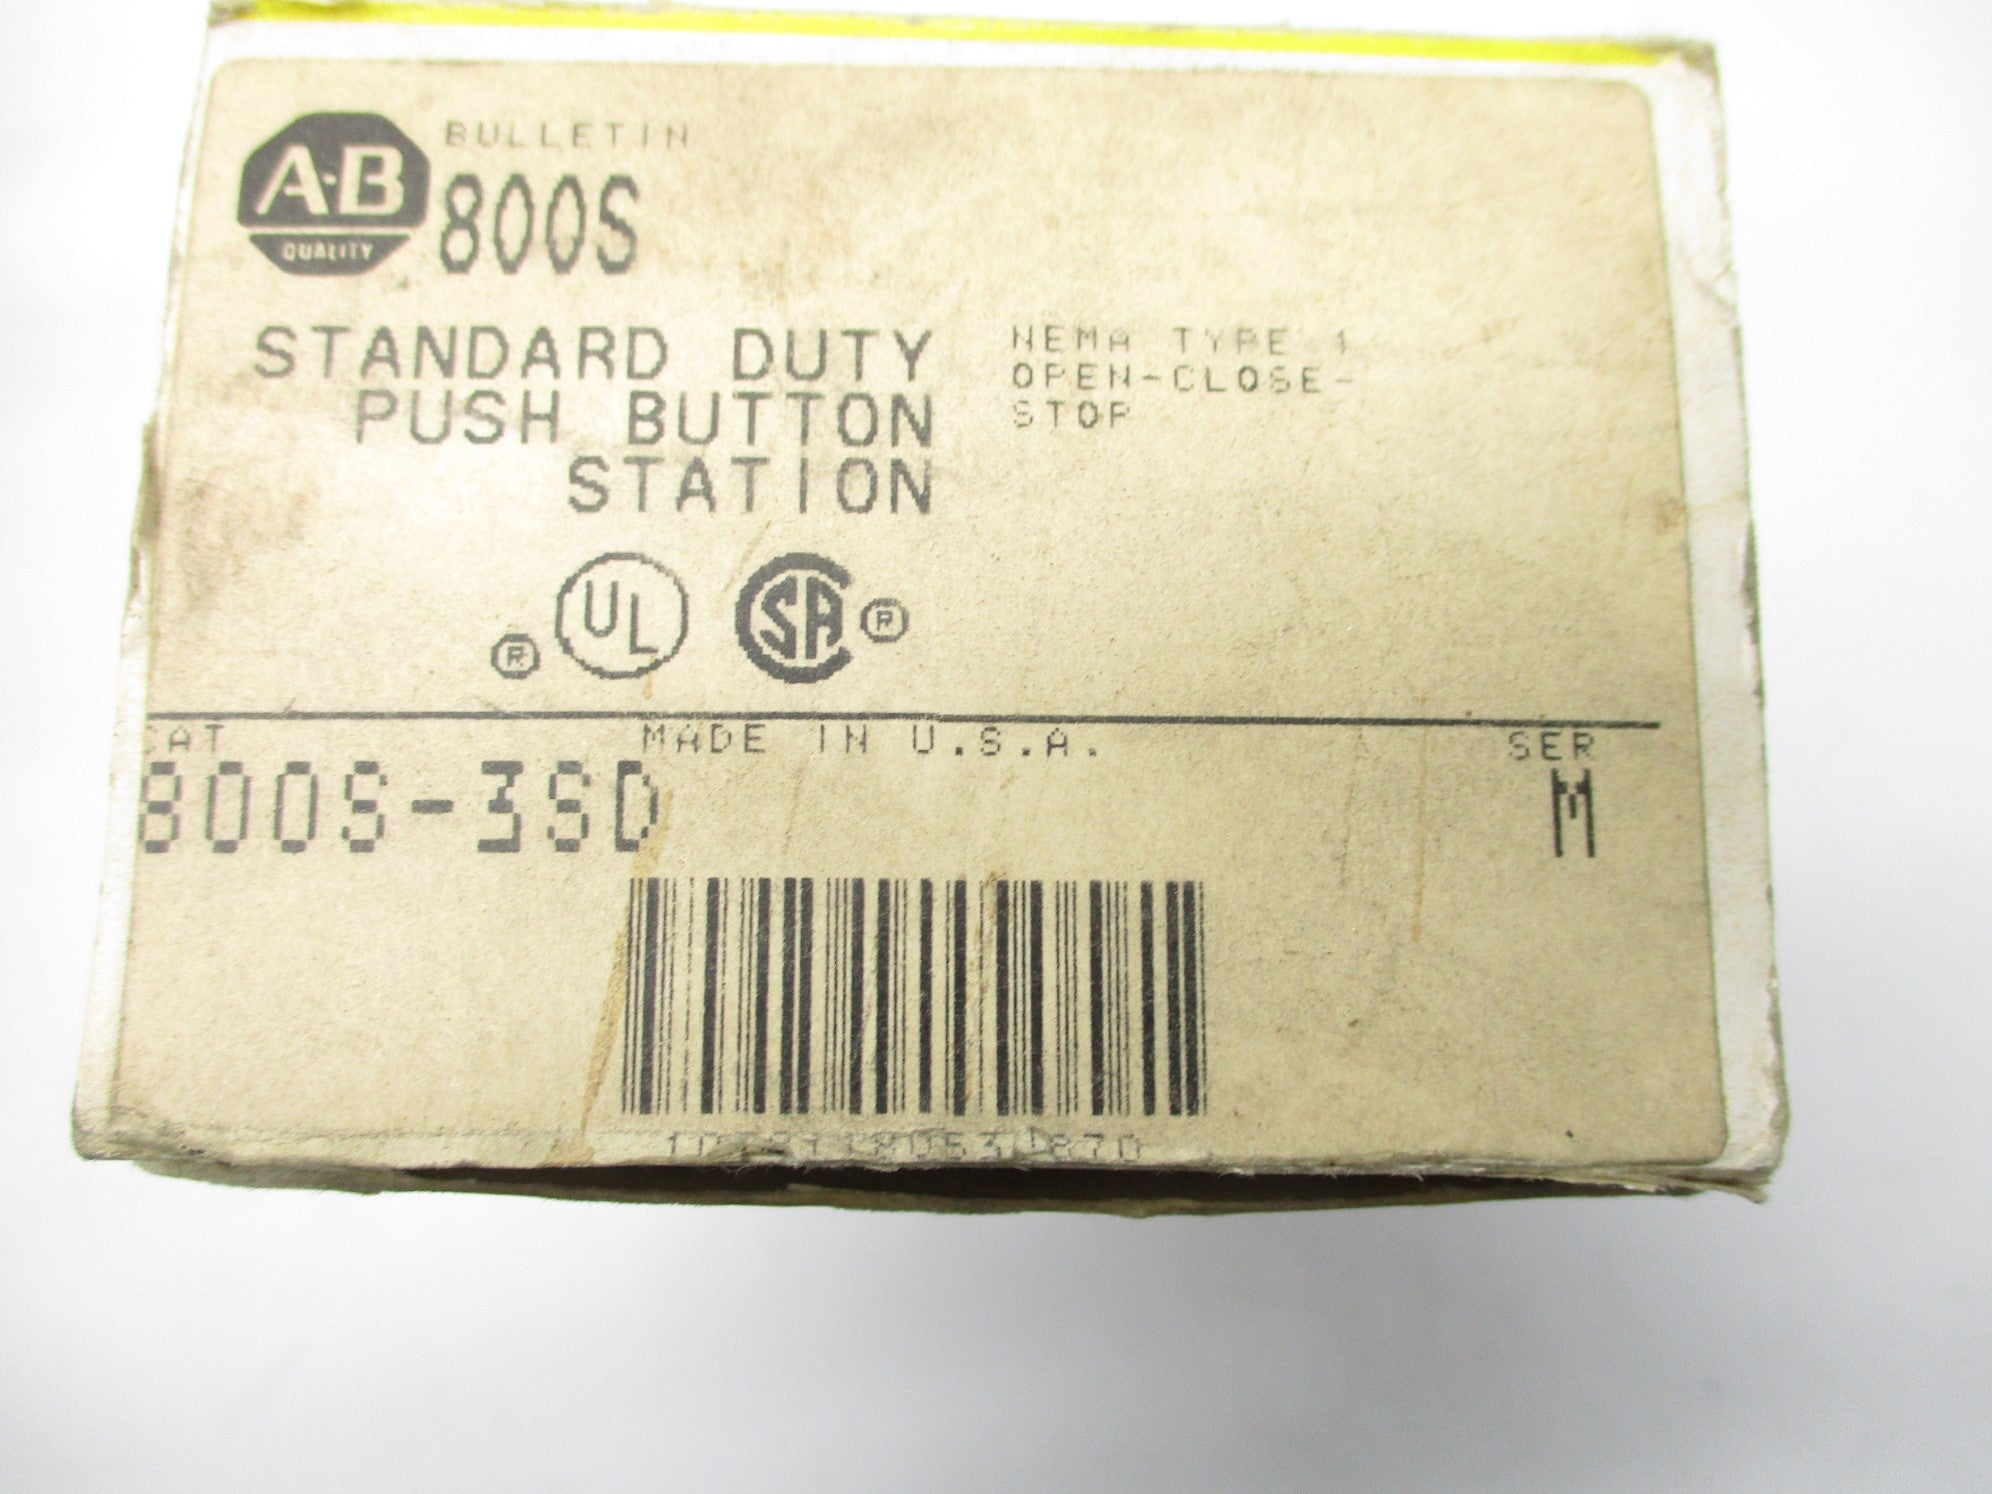 A-B
QUALITY
BULLETIN
800S
STANDARD DUTY
PUSH BUTTON
STATION
NEMA TYPE 1
OPEN-CLOSE-
STOP
® UL SA ®
CAT
MADE IN U.S.A.
SER
800S-3SD
M